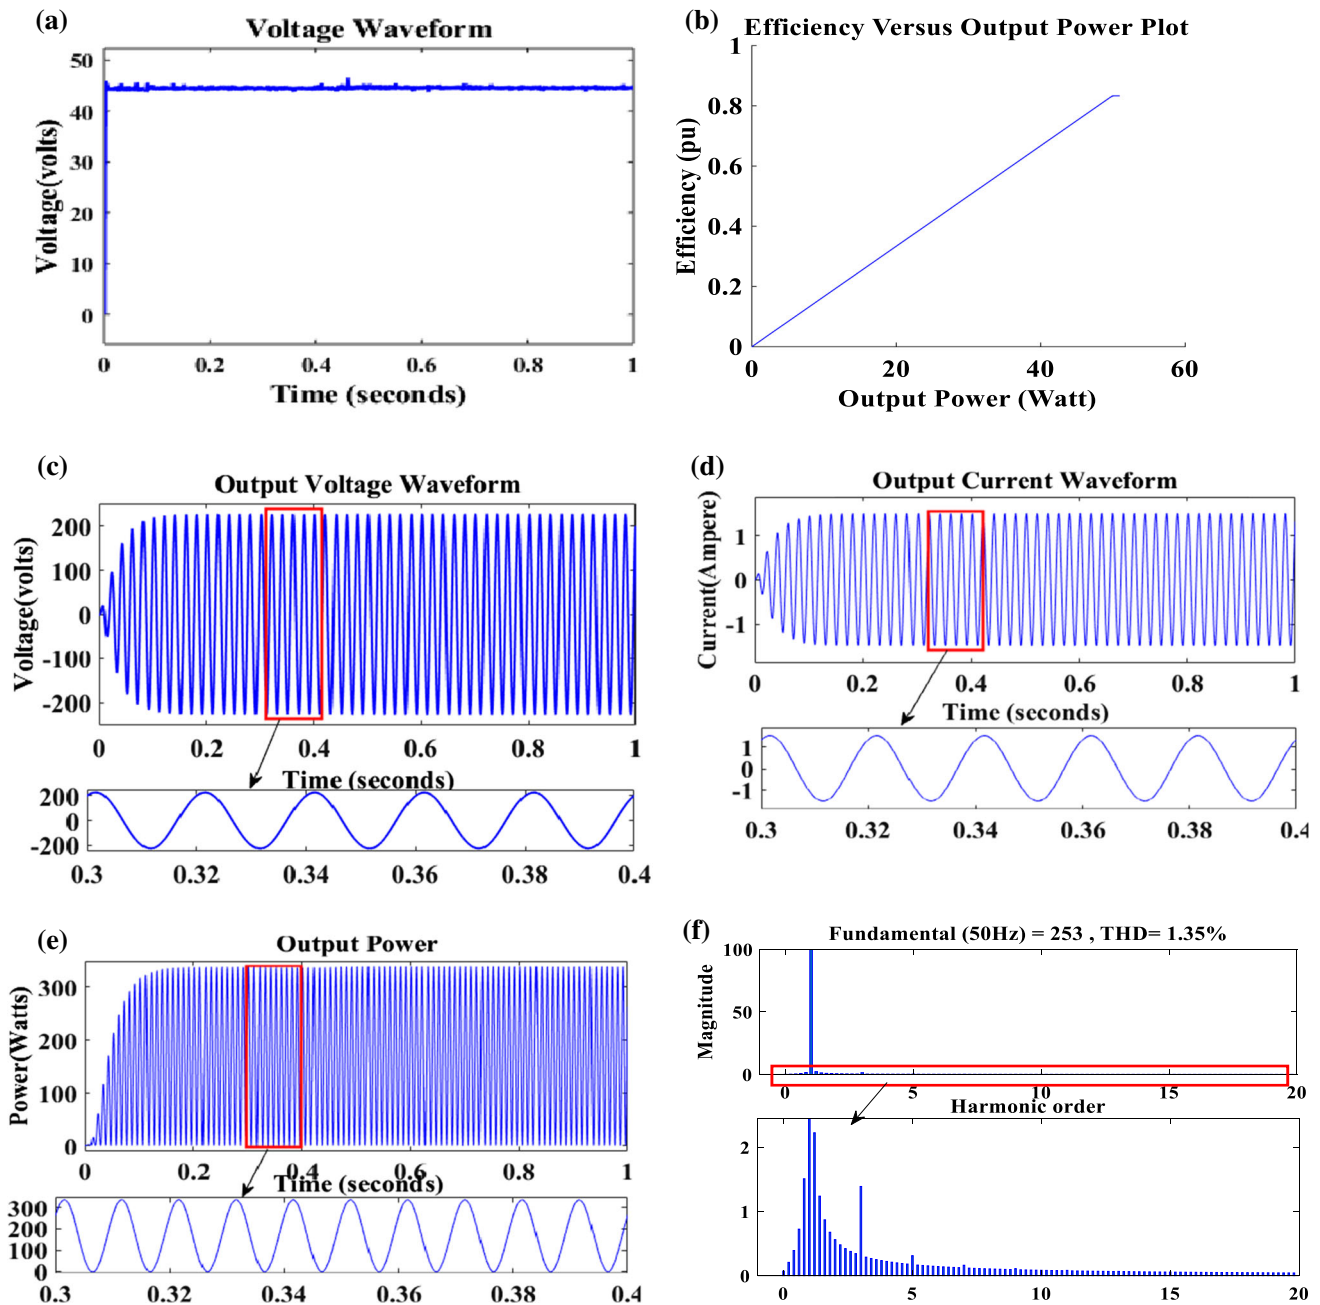 (a)
Voltage Waveform
Voltage(volts)
50
40
30
20
10
0
0 0.2 0.4 0.6 0.8 1
Time (seconds)
(b)
Efficiency Versus Output Power Plot
Efficiency (pu)
1
0.8
0.6
0.4
0.2
0
0 20 40 60
Output Power (Watt)
(c)
Output Voltage Waveform
Voltage(volts)
200
100
0
-100
-200
0 0.2 0.4 0.6 0.8 1
Time (seconds)
200
0
-200
0.3 0.32 0.34 0.36 0.38 0.4
(d)
Output Current Waveform
Current(Ampere)
1
0
-1
0 0.2 0.4 0.6 0.8 1
Time (seconds)
1
0
-1
0.3 0.32 0.34 0.36 0.38 0.4
(e)
Output Power
Power(Watts)
300
200
100
0
0 0.2 0.4 0.6 0.8 1
Time (seconds)
300
200
100
0
0.3 0.32 0.34 0.36 0.38 0.4
(f)
Fundamental (50Hz) = 253 , THD= 1.35%
Magnitude
100
50
0
0 5 10 15 20
Harmonic order
2
1
0
0 5 10 15 20